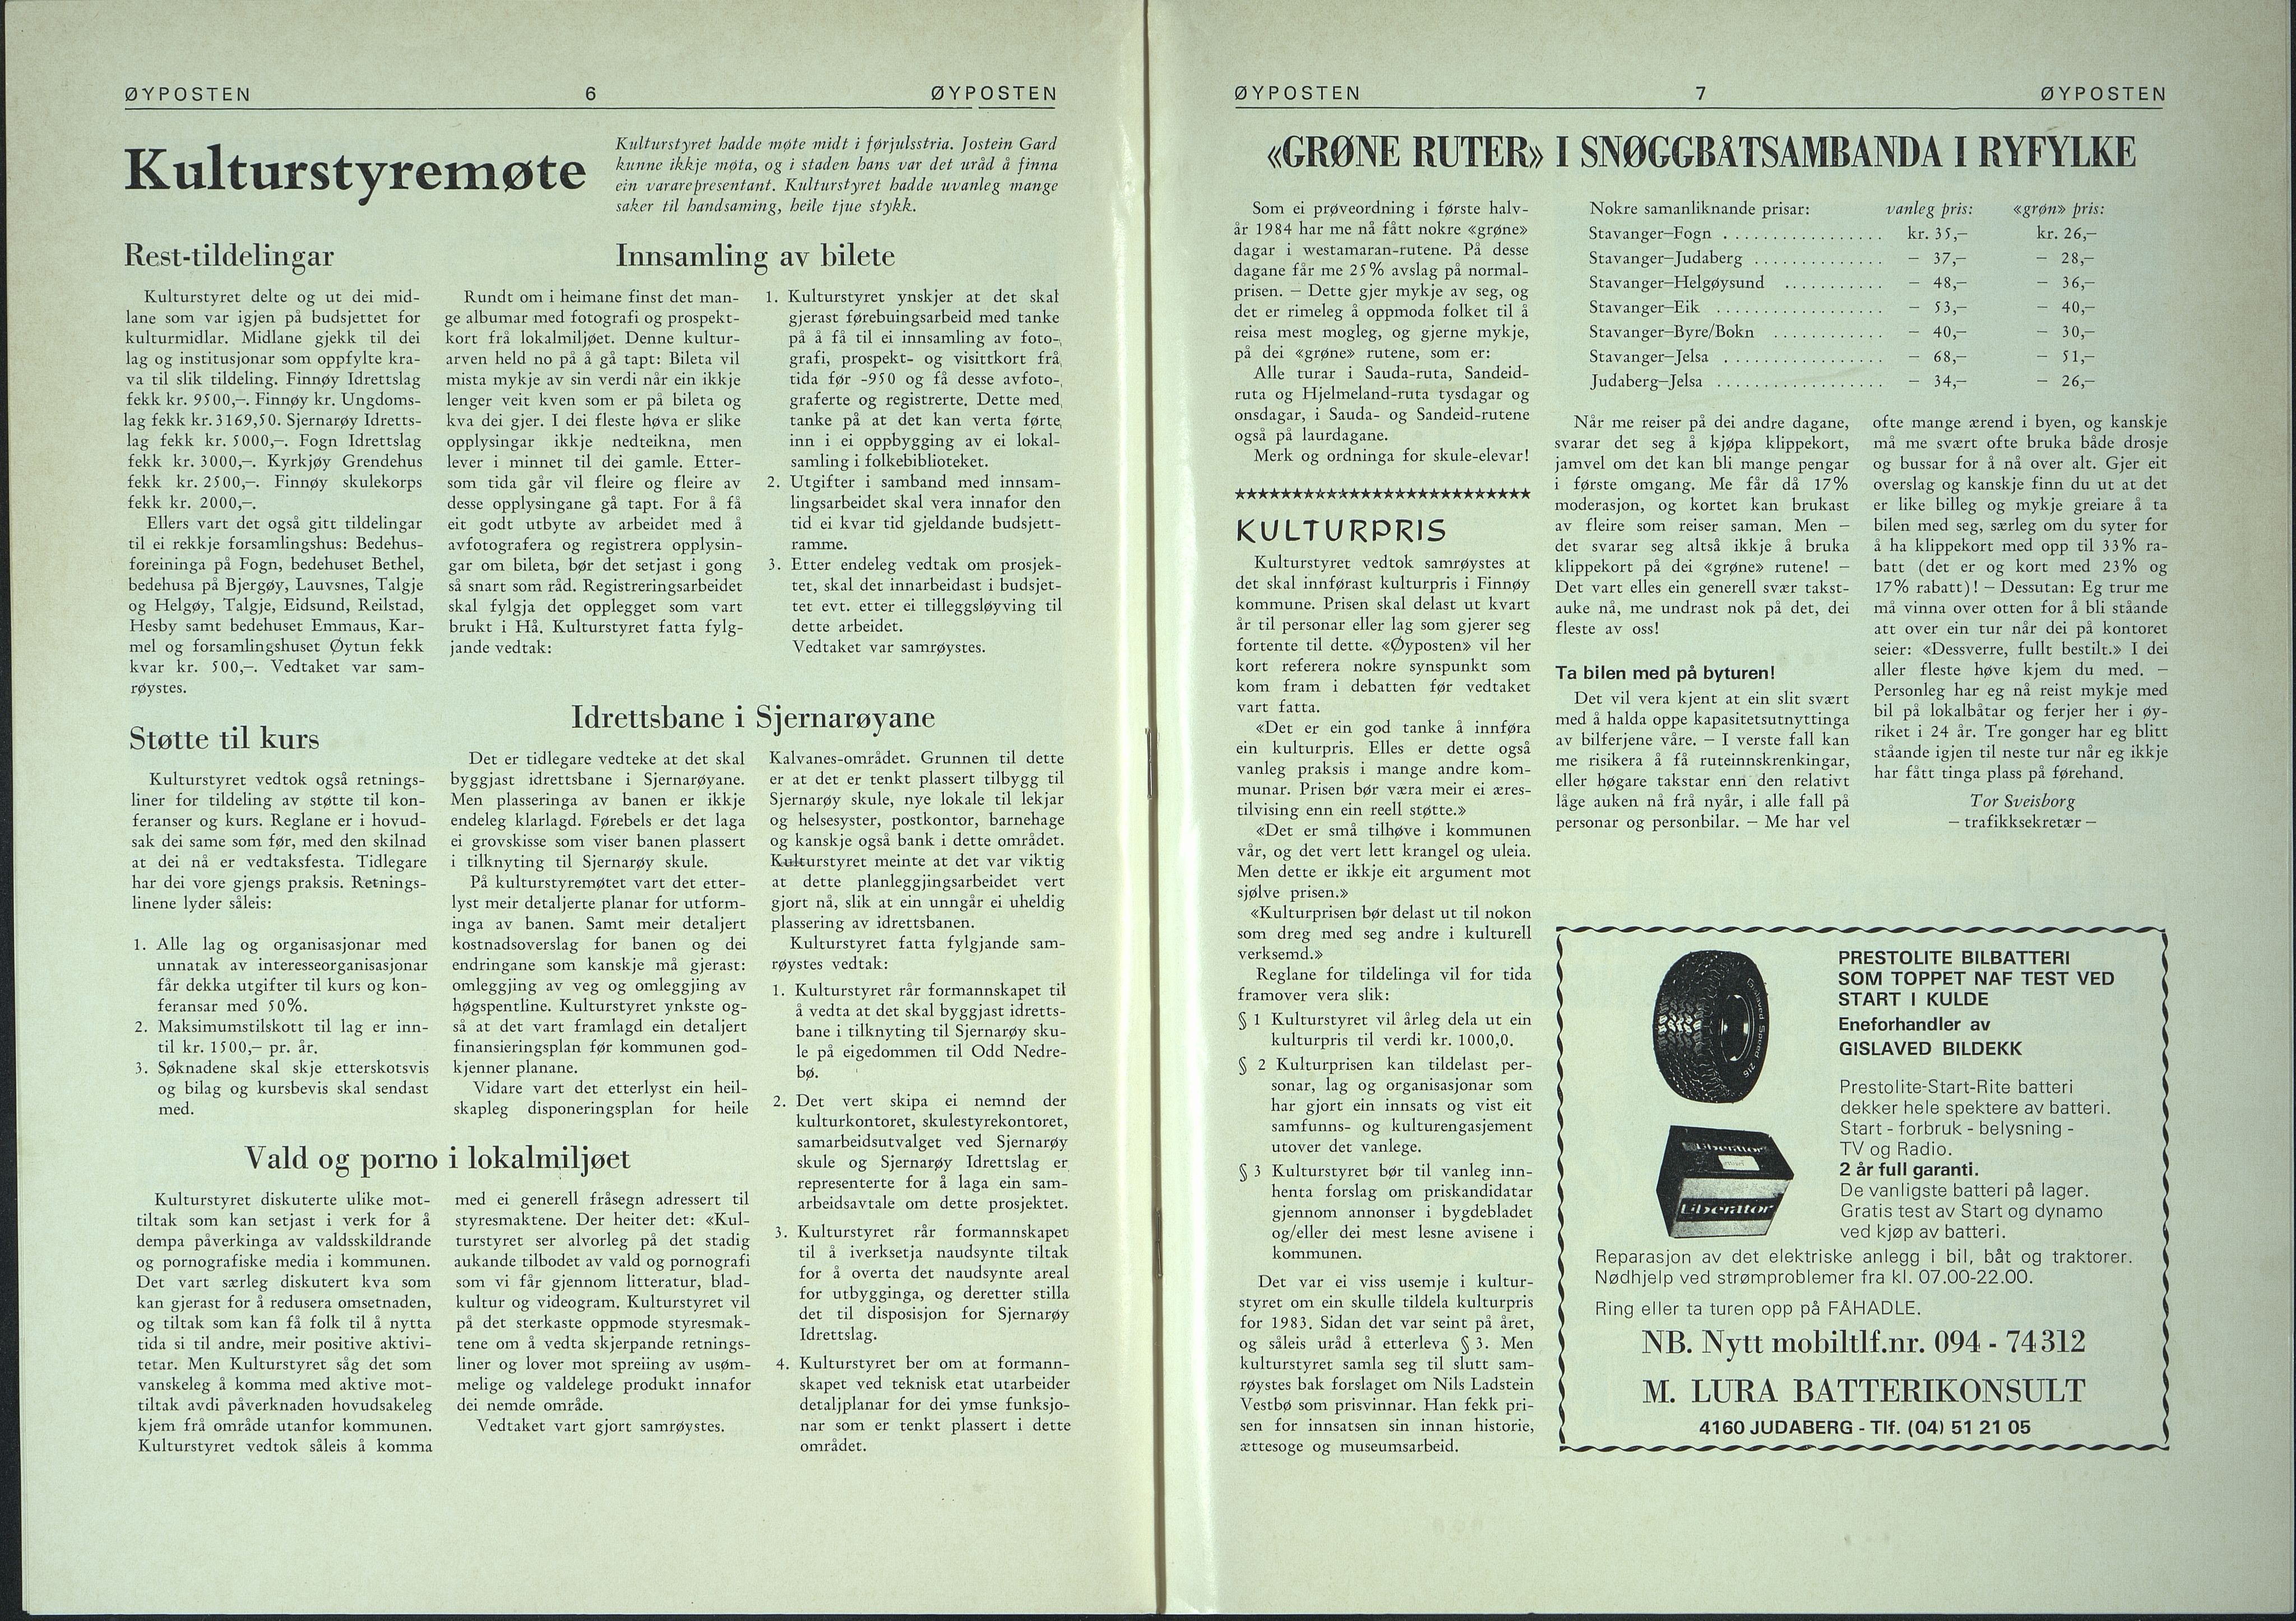 ØYPOSTEN 6 ØYPOSTEN
Kulturstyremøte
Kulturstyret hadde møte midt i førjulsstria. Jostein Gard
kunne ikkje møta, og i staden hans var det uråd å finna
ein vararepresentant. Kulturstyret hadde uvanleg mange
saker til handsaming, heile tjue stykk.
Rest-tildelingar
Kulturstyret delte og ut dei mid-
lane som var igjen på budsjettet for
kulturmidlar. Midlane gjekk til dei
lag og institusjonar som oppfylte kra-
va til slik tildeling. Finnøy Idrettslag
fekk kr. 9500,–. Finnøy kr. Ungdoms-
lag fekk kr. 3169,50. Sjernarøy Idretts-
lag fekk kr. 5000,–. Fogn Idrettslag
fekk kr. 3000,–. Kyrkjøy Grendehus
fekk kr. 2500,–. Finnøy skulekorps
fekk kr. 2000,–.
Ellers vart det også gitt tildelingar
til ei rekkje forsamlingshus: Bedehus-
foreininga på Fogn, bedehuset Bethel,
bedehusa på Bjergøy, Lauvsnes, Talgje
og Helgøy, Talgje, Eidsund, Reilstad,
Hesby samt bedehuset Emmaus, Kar-
mel og forsamlingshuset Øytun fekk
kvar kr. 500,–. Vedtaket var sam-
røystes.
Støtte til kurs
Kulturstyret vedtok også retnings-
liner for tildeling av støtte til kon-
feranser og kurs. Reglane er i hovud-
sak dei same som før, med den skilnad
at dei nå er vedtaksfesta. Tidlegare
har dei vore gjengs praksis. Retnings-
linene lyder såleis:
1. Alle lag og organisasjonar med
unnatak av interesseorganisasjonar
får dekka utgifter til kurs og kon-
feransar med 50%.
2. Maksimumstilskott til lag er inn-
til kr. 1500,– pr. år.
3. Søknadene skal skje etterskotsvis
og bilag og kursbevis skal sendast
med.
Innsamling av bilete
Rundt om i heimane finst det man-
ge albumar med fotografi og prospekt-
kort frå lokalmiljøet. Denne kultur-
arven held no på å gå tapt: Bileta vil
mista mykje av sin verdi når ein ikkje
lenger veit kven som er på bileta og
kva dei gjer. I dei fleste høva er slike
opplysingar ikkje nedteikna, men
lever i minnet til dei gamle. Etter-
som tida går vil fleire og fleire av
desse opplysingane gå tapt. For å få
eit godt utbyte av arbeidet med å
avfotografera og registrera opplysin-
gar om bileta, bør det setjast i gong
så snart som råd. Registreringsarbeidet
skal fylgja det opplegget som vart
brukt i Hå. Kulturstyret fatta fylg-
jande vedtak:
1. Kulturstyret ynskjer at det skal
gjerast førebuingsarbeid med tanke
på å få til ei innsamling av foto-
grafi, prospekt- og visittkort frå
tida før -950 og få desse avfoto-
graferte og registrerte. Dette med
tanke på at det kan verta førte
inn i ei oppbygging av ei lokal-
samling i folkebiblioteket.
2. Utgifter i samband med innsam-
lingsarbeidet skal vera innafor den
tid ei kvar tid gjeldande budsjett-
ramme.
3. Etter endeleg vedtak om prosjek-
tet, skal det innarbeidast i budsjet-
tet evt. etter ei tilleggsløyving til
dette arbeidet.
Vedtaket var samrøystes.
Idrettsbane i Sjernarøyane
Det er tidlegare vedteke at det skal
byggjast idrettsbane i Sjernarøyane.
Men plasseringa av banen er ikkje
endeleg klarlagd. Førebels er det laga
ei grovskisse som viser banen plassert
i tilknyting til Sjernarøy skule.
På kulturstyremøtet vart det etter-
lyst meir detaljerte planar for utform-
inga av banen. Samt meir detaljert
kostnadsoverslag for banen og dei
endringane som kanskje må gjerast:
omleggjing av veg og omleggjing av
høgspentline. Kulturstyret ynkste og-
så at det vart framlagd ein detaljert
finansieringsplan før kommunen god-
kjenner planane.
Vidare vart det etterlyst ein heil-
skapleg disponeringsplan for heile
Kalvanes-området. Grunnen til dette
er at det er tenkt plassert tilbygg til
Sjernarøy skule, nye lokale til lekjar
og helsesyster, postkontor, barnehage
og kanskje også bank i dette området.
Kulturstyret meinte at det var viktig
at dette planleggjingsarbeidet vert
gjort nå, slik at ein unngår ei uheldig
plassering av idrettsbanen.
Kulturstyret fatta fylgjande sam-
røystes vedtak:
1. Kulturstyret rår formannskapet til
å vedta at det skal byggjast idretts-
bane i tilknyting til Sjernarøy sku-
le på eigedommen til Odd Nedre-
bø.
2. Det vert skipa ei nemnd der
kulturkontoret, skulestyrekontoret,
samarbeidsutvalget ved Sjernarøy
skule og Sjernarøy Idrettslag er
representerte for å laga ein sam-
arbeidsavtale om dette prosjektet.
3. Kulturstyret rår formannskapet
til å iverksetja naudsynte tiltak
for å overta det naudsynte areal
for utbygginga, og deretter stilla
det til disposisjon for Sjernarøy
Idrettslag.
4. Kulturstyret ber om at formann-
skapet ved teknisk etat utarbeider
detaljplanar for dei ymse funksjo-
nar som er tenkt plassert i dette
området.
Vald og porno i lokalmiljøet
Kulturstyret diskuterte ulike mot-
tiltak som kan setjast i verk for å
dempa påverkinga av valdsskildrande
og pornografiske media i kommunen.
Det vart særleg diskutert kva som
kan gjerast for å redusera omsetnaden,
og tiltak som kan få folk til å nytta
tida si til andre, meir positive aktivi-
tetar. Men Kulturstyret såg det som
vanskeleg å komma med aktive mot-
tiltak avdi påverknaden hovudsakeleg
kjem frå område utanfor kommunen.
Kulturstyret vedtok såleis å komma
med ei generell fråsegn adressert til
styresmaktene. Der heiter det: «Kul-
turstyret ser alvorleg på det stadig
aukande tilbodet av vald og pornografi
som vi får gjennom litteratur, blad-
kultur og videogram. Kulturstyret vil
på det sterkaste oppmode styresmak-
tene om å vedta skjerpande retnings-
liner og lover mot spreiing av usøm-
melige og valdelege produkt innafor
dei nemde område.
Vedtaket vart gjort samrøystes.
ØYPOSTEN 7 ØYPOSTEN
«GRØNE RUTER» I SNØGGBÅTSAMBANDA I RYFYLKE
Som ei prøveordning i første halv-
år 1984 har me nå fått nokre «grøne»
dagar i westamaran-rutene. På desse
dagane får me 25% avslag på normal-
prisen. – Dette gjer mykje av seg, og
det er rimeleg å oppmoda folket til å
reisa mest mogleg, og gjerne mykje,
på dei «grøne» rutene, som er:
Alle turar i Sauda-ruta, Sandeid-
ruta og Hjelmeland-ruta tysdagar og
onsdagar, i Sauda- og Sandeid-rutene
også på laurdagane.
Merk og ordninga for skule-elevar!
Nokre samanliknande prisar: vanleg pris: «grøn» pris:
Stavanger–Fogn . . . . . . . . . . . . . . . . . kr. 35,– kr. 26,–
Stavanger–Judaberg . . . . . . . . . . . . . . – 37,– – 28,–
Stavanger–Helgøysund . . . . . . . . . . . – 48,– – 36,–
Stavanger–Eik . . . . . . . . . . . . . . . . . – 53,– – 40,–
Stavanger–Byre/Bokn . . . . . . . . . . . – 40,– – 30,–
Stavanger–Jelsa . . . . . . . . . . . . . . . . – 68,– – 51,–
Judaberg–Jelsa . . . . . . . . . . . . . . . . . – 34,– – 26,–
Når me reiser på dei andre dagane,
svarar det seg å kjøpa klippekort,
jamvel om det kan bli mange pengar
i første omgang. Me får då 17%
moderasjon, og kortet kan brukast
av fleire som reiser saman. Men –
det svarar seg altså ikkje å bruka
klippekort på dei «grøne» rutene! –
Det vart elles ein generell svær takst-
auke nå, me undrast nok på det, dei
fleste av oss!
Ta bilen med på byturen!
Det vil vera kjent at ein slit svært
med å halda oppe kapasitetsutnyttinga
av bilferjene våre. – I verste fall kan
me risikera å få ruteinnskrenkingar,
eller høgare takstar enn den relativt
låge auken nå frå nyår, i alle fall på
personar og personbilar. – Me har vel
ofte mange ærend i byen, og kanskje
må me svært ofte bruka både drosje
og bussar for å nå over alt. Gjer eit
overslag og kanskje finn du ut at det
er like billeg og mykje greiare å ta
bilen med seg, særleg om du syter for
å ha klippekort med opp til 33% ra-
batt (det er og kort med 23% og
17% rabatt)! – Dessutan: Eg trur me
må vinna over otten for å bli ståande
att over ein tur når dei på kontoret
seier: «Dessverre, fullt bestilt.» I dei
aller fleste høve kjem du med. –
Personleg har eg nå reist mykje med
bil på lokalbåtar og ferjer her i øy-
riket i 24 år. Tre gonger har eg blitt
ståande igjen til neste tur når eg ikkje
har fått tinga plass på førehand.
Tor Sveisborg
– trafikksekretær –
KULTURPRIS
Kulturstyret vedtok samrøystes at
det skal innførast kulturpris i Finnøy
kommune. Prisen skal delast ut kvart
år til personar eller lag som gjerer seg
fortente til dette. «Øyposten» vil her
kort referera nokre synspunkt som
kom fram i debatten før vedtaket
vart fatta.
«Det er ein god tanke å innføra
ein kulturpris. Elles er dette også
vanleg praksis i mange andre kom-
munar. Prisen bør væra meir ei æres-
tilvising enn ein reell støtte.»
«Det er små tilhøve i kommunen
vår, og det vert lett krangel og uleia.
Men dette er ikkje eit argument mot
sjølve prisen.»
«Kulturprisen bør delast ut til nokon
som dreg med seg andre i kulturell
verksemd.»
Reglane for tildelinga vil for tida
framover vera slik:
§ 1 Kulturstyret vil årleg dela ut ein
kulturpris til verdi kr. 1000,0.
§ 2 Kulturprisen kan tildelast per-
sonar, lag og organisasjonar som
har gjort ein innsats og vist eit
samfunns- og kulturengasjement
utover det vanlege.
§ 3 Kulturstyret bør til vanleg inn-
henta forslag om priskandidatar
gjennom annonser i bygdebladet
og/eller dei mest lesne avisene i
kommunen.
Det var ei viss usemje i kultur-
styret om ein skulle tildela kulturpris
for 1983. Sidan det var seint på året,
og såleis uråd å etterleva § 3. Men
kulturstyret samla seg til slutt sam-
røystes bak forslaget om Nils Ladstein
Vestbø som prisvinnar. Han fekk pri-
sen for innsatsen sin innan historie,
ættesoge og museumsarbeid.
PRESTOLITE BILBATTERI
SOM TOPPET NAF TEST VED
START I KULDE
Eneforhandler av
GISLAVED BILDEKK
Prestolite-Start-Rite batteri
dekker hele spektere av batteri.
Start - forbruk - belysning -
TV og Radio.
2 år full garanti.
De vanligste batteri på lager.
Gratis test av Start og dynamo
ved kjøp av batteri.
Liberator
Liberator
Reparasjon av det elektriske anlegg i bil, båt og traktorer.
Nødhjelp ved strømproblemer fra kl. 07.00-22.00.
Ring eller ta turen opp på FÅHADLE.
NB. Nytt mobiltlf.nr. 094 - 74312
M. LURA BATTERIKONSULT
4160 JUDABERG - Tlf. (04) 51 21 05